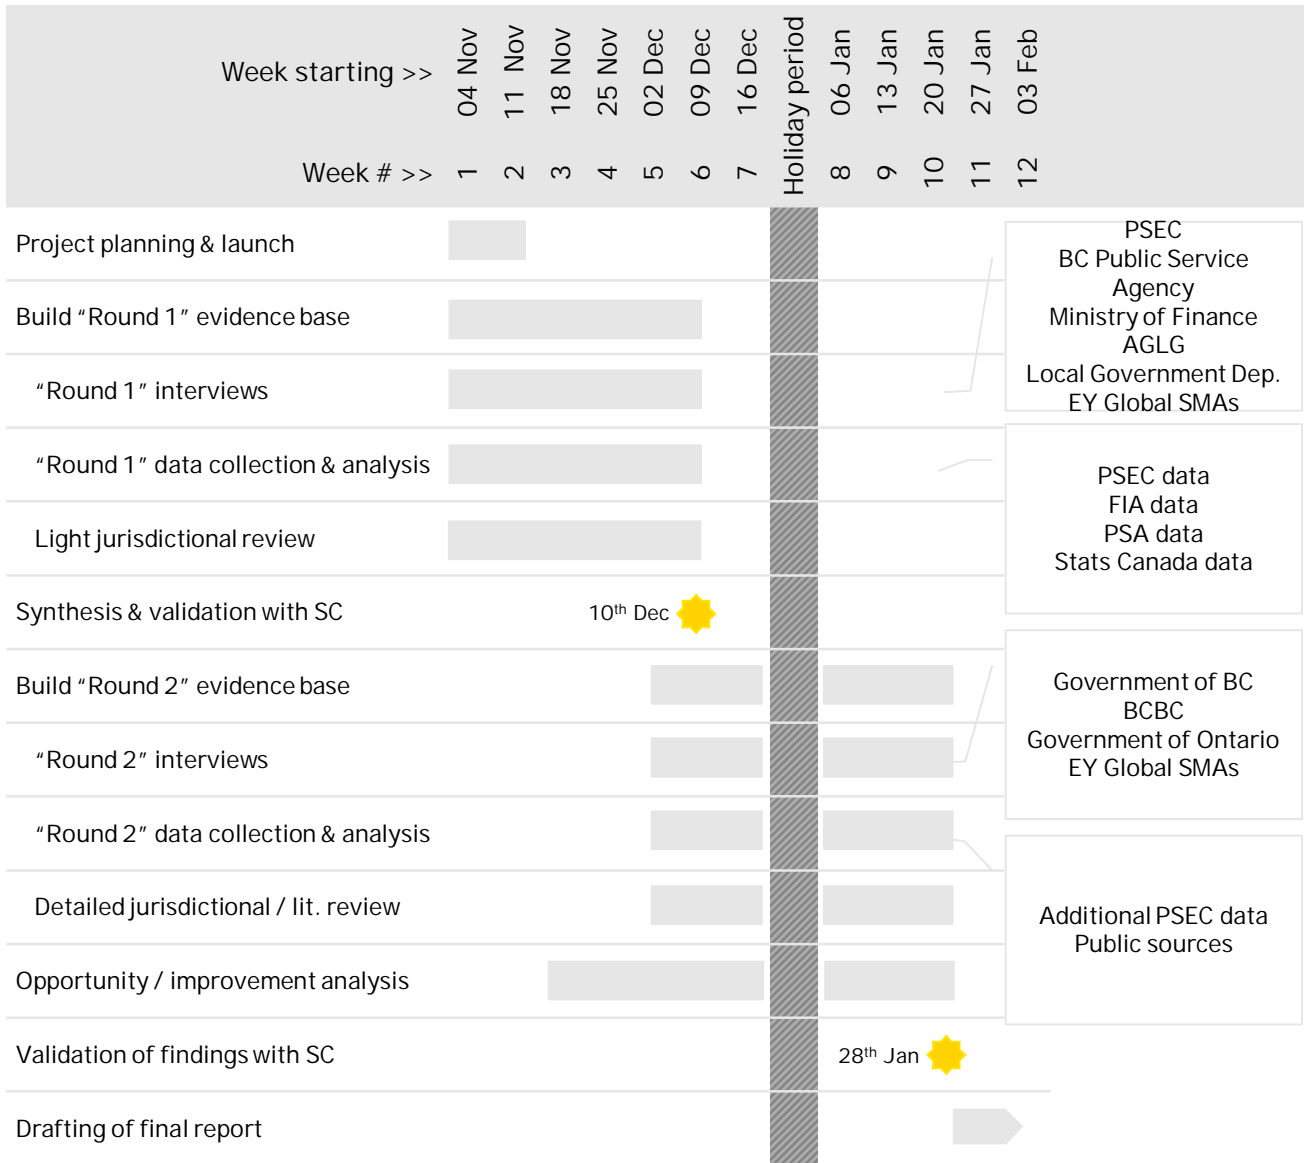 Week starting >>
04 Nov
11 Nov
18 Nov
25 Nov
02 Dec
09 Dec
16 Dec
Holiday period
06 Jan
13 Jan
20 Jan
27 Jan
03 Feb
Week # >>
1
2
3
4
5
6
7
8
9
10
11
12
Project planning & launch
Build “Round 1” evidence base
“Round 1” interviews
“Round 1” data collection & analysis
Light jurisdictional review
Synthesis & validation with SC
10th Dec
Build “Round 2” evidence base
“Round 2” interviews
“Round 2” data collection & analysis
Detailed jurisdictional / lit. review
Opportunity / improvement analysis
Validation of findings with SC
28th Jan
Drafting of final report
PSEC
BC Public Service
Agency
Ministry of Finance
AGLG
Local Government Dep.
EY Global SMAs
PSEC data
FIA data
PSA data
Stats Canada data
Government of BC
BCBC
Government of Ontario
EY Global SMAs
Additional PSEC data
Public sources